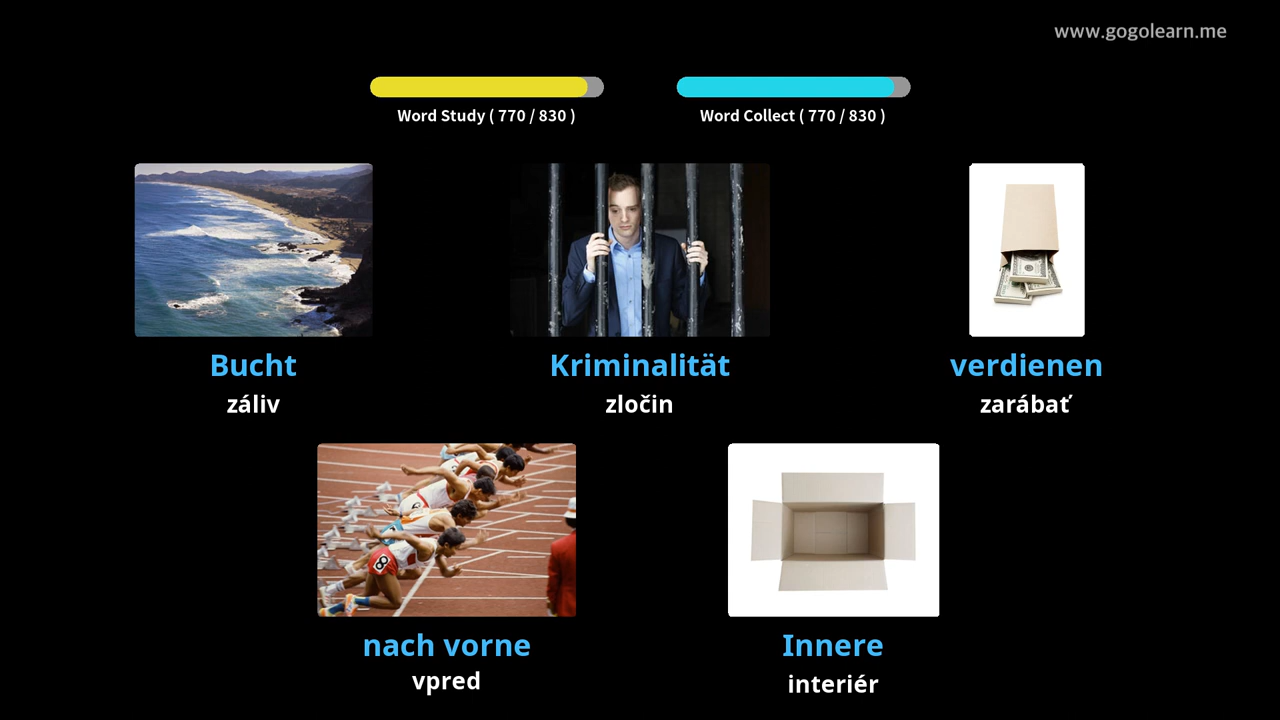 www.gogolearn.me
Word Study ( 770 / 830 )
Word Collect ( 770 / 830 )
Bucht
záliv
Kriminalität
zločin
verdienen
zarábať
8
nach vorne
vpred
Innere
interiér